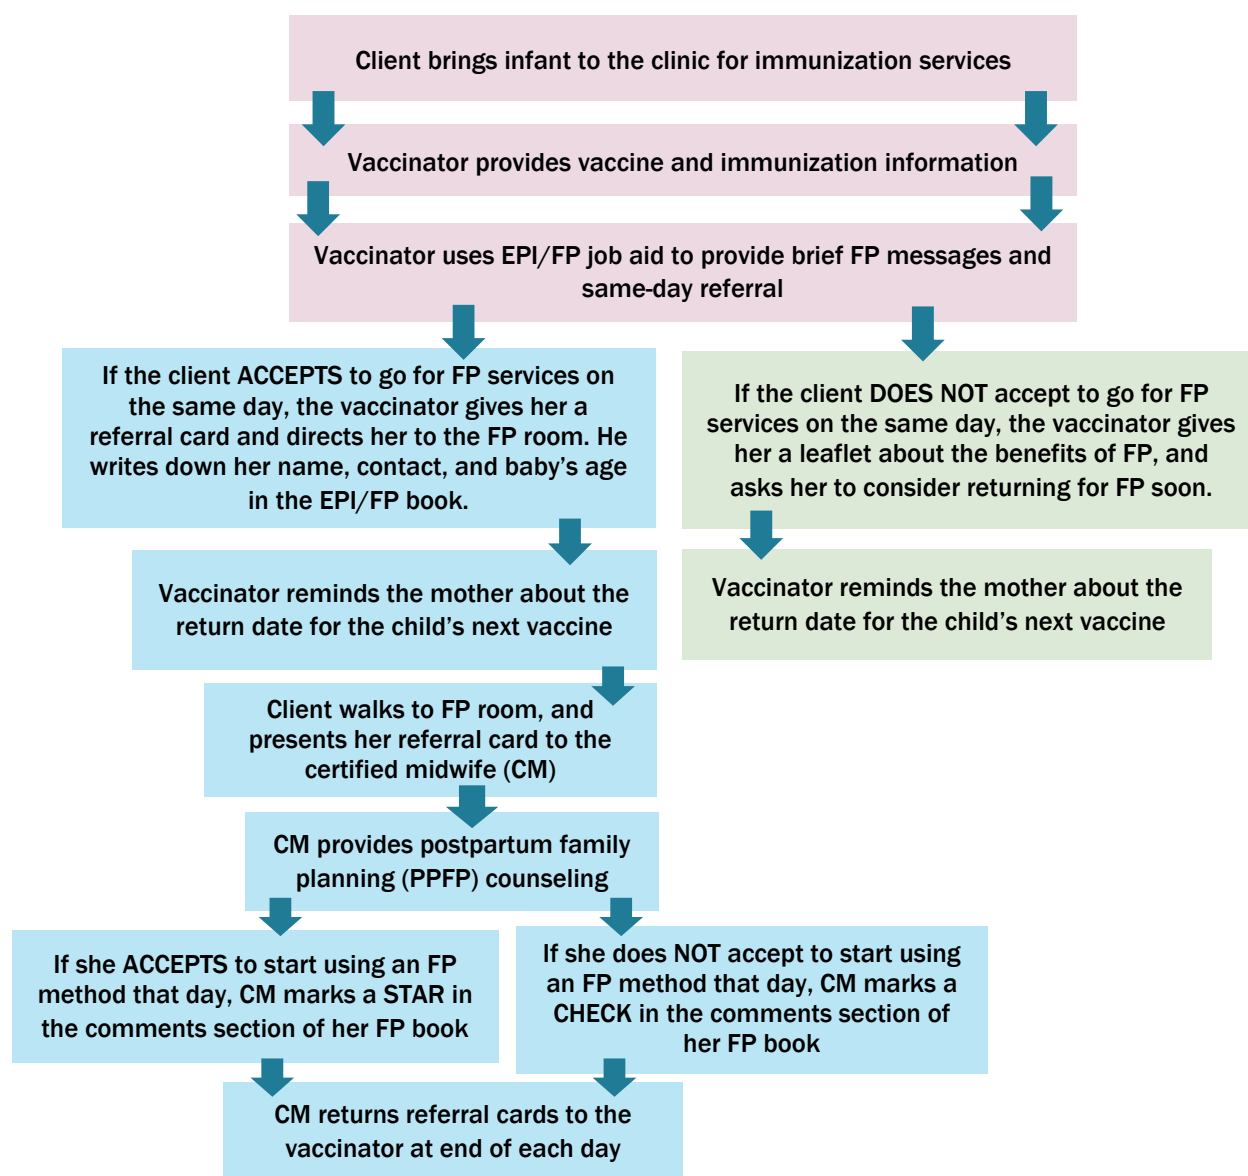 Client brings infant to the clinic for immunization services
Vaccinator provides vaccine and immunization information
Vaccinator uses EPI/FP job aid to provide brief FP messages and
same-day referral
If the client ACCEPTS to go for FP services on
the same day, the vaccinator gives her a
referral card and directs her to the FP room. He
writes down her name, contact, and baby’s age
in the EPI/FP book.
If the client DOES NOT accept to go for FP
services on the same day, the vaccinator gives
her a leaflet about the benefits of FP, and
asks her to consider returning for FP soon.
Vaccinator reminds the mother about the
return date for the child’s next vaccine
Vaccinator reminds the mother about the
return date for the child’s next vaccine
Client walks to FP room, and
presents her referral card to the
certified midwife (CM)
CM provides postpartum family
planning (PPFP) counseling
If she ACCEPTS to start using an FP
method that day, CM marks a STAR in
the comments section of her FP book
If she does NOT accept to start using
an FP method that day, CM marks a
CHECK in the comments section of
her FP book
CM returns referral cards to the
vaccinator at end of each day